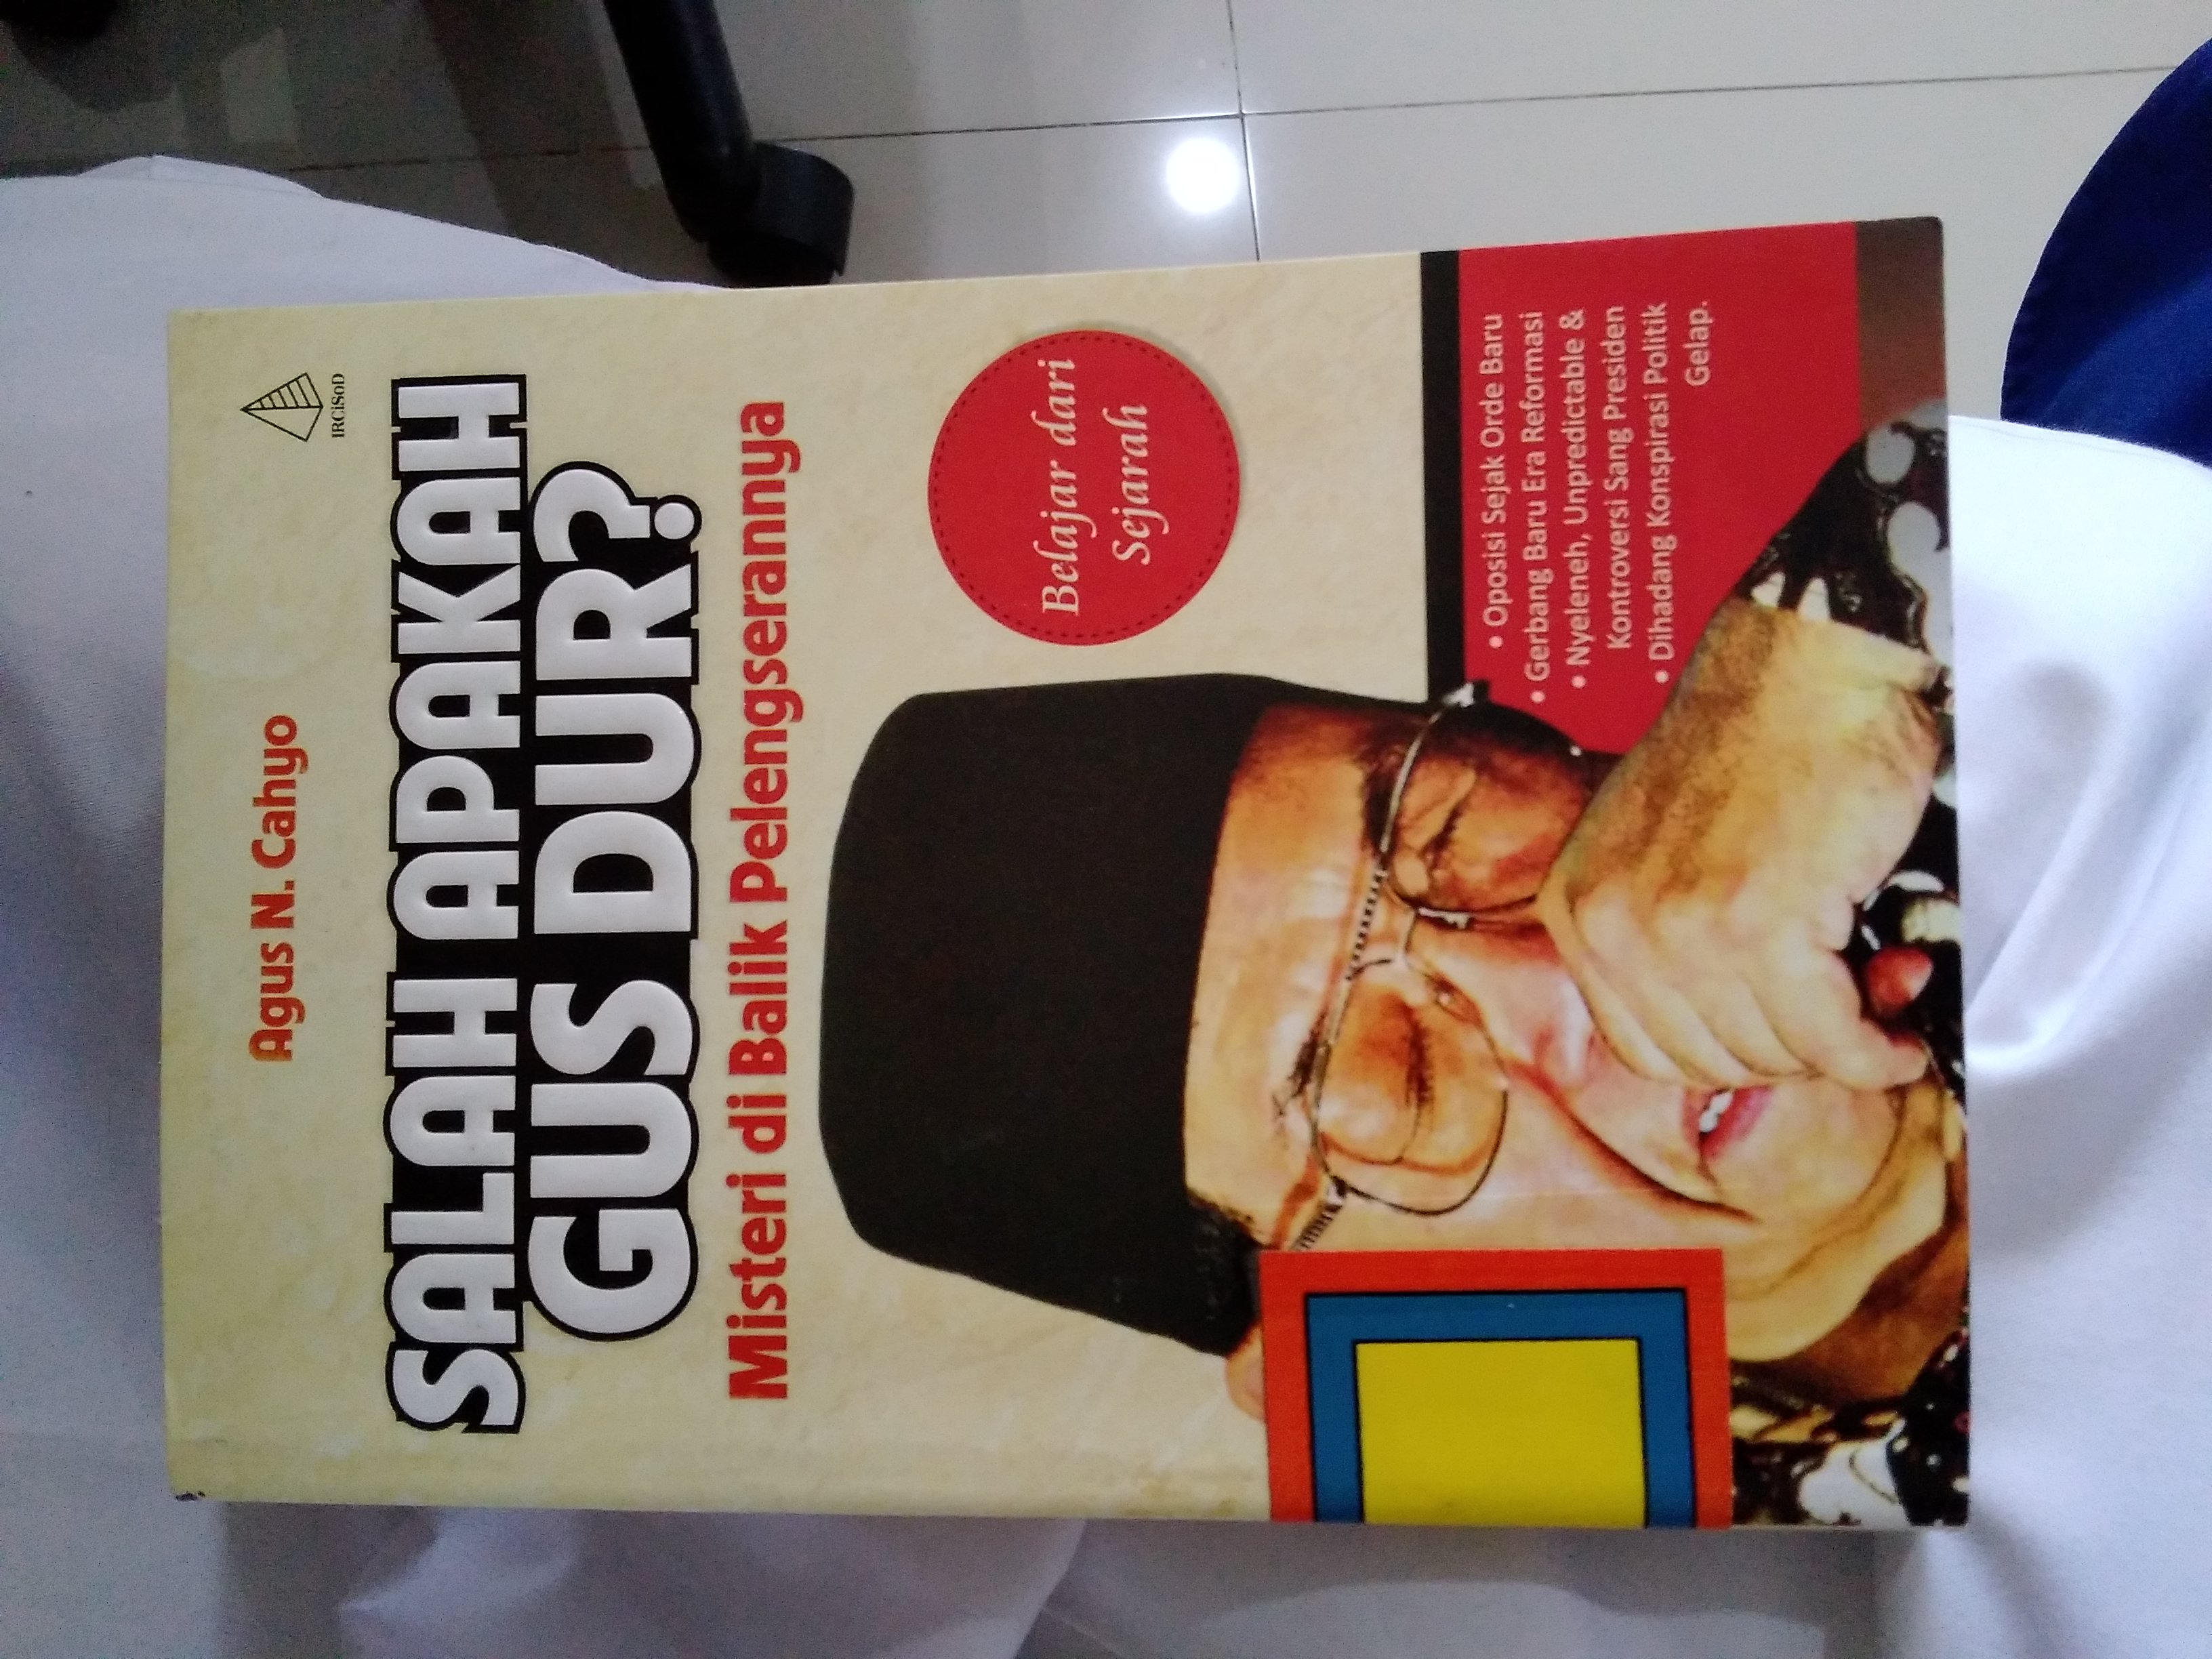 IRCiSoD
Agus N. Cahyo
SALAH APAKAH
GUS DUR?
Misteri di Balik Pelengserannya
Belajar dari
Sejarah
• Oposisi Sejak Orde Baru
• Gerbang Baru Era Reformasi
• Nyeleneh, Unpredictable &
Kontroversi Sang Presiden
• Dihadang Konspirasi Politik
Gelap.